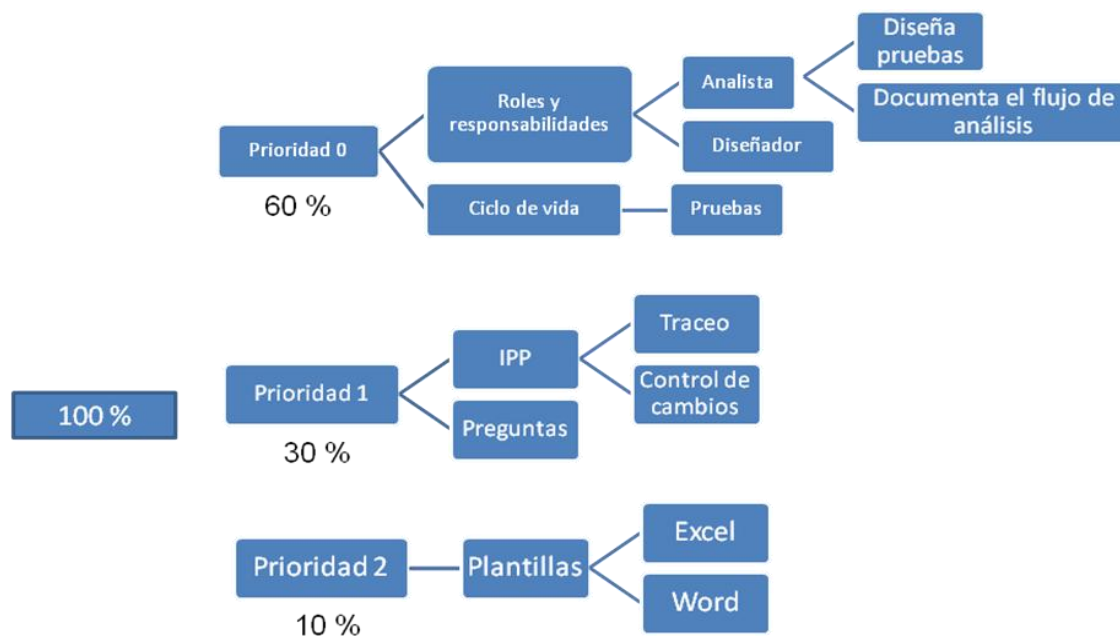 Prioridad 0
60 %
Roles y
responsabilidades
Analista
Diseña
pruebas
Documenta el flujo de
análisis
Diseñador
Ciclo de vida
Pruebas
100 %
Prioridad 1
30 %
IPP
Traceo
Control de
cambios
Preguntas
Prioridad 2
10 %
Plantillas
Excel
Word